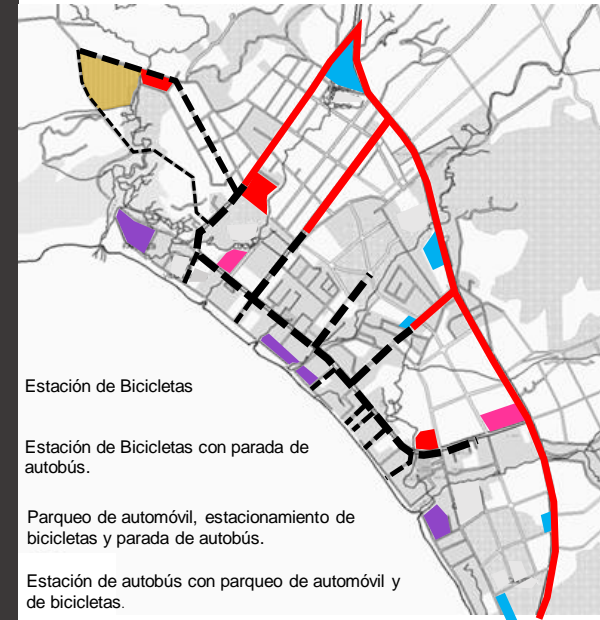 Estación de Bicicletas
Estación de Bicicletas con parada de
autobús.
Parqueo de automóvil, estacionamiento de
bicicletas y parada de autobús.
Estación de autobús con parqueo de automóvil y
de bicicletas.